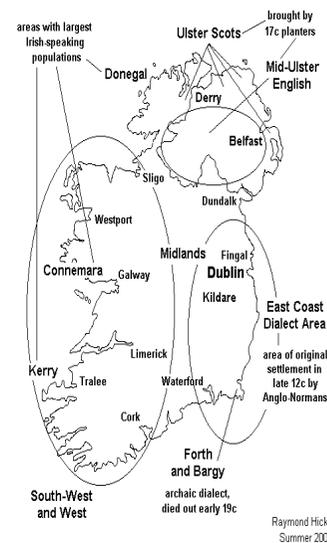 areas with largest
Irish-speaking
populations
Ulster Scots
brought by
17c planters
Donegal
Mid-Ulster
English
Derry
Belfast
Sligo
Dundalk
Westport
Midlands
Fingal
Connemara
Galway
Dublin
Kildare
East Coast
Dialect Area
Limerick
area of original
settlement in
late 12c by
Anglo-Normans
Kerry
Tralee
Waterford
Cork
Forth
and Bargy
South-West
and West
archaic dialect,
died out early 19c
Raymond
Summer